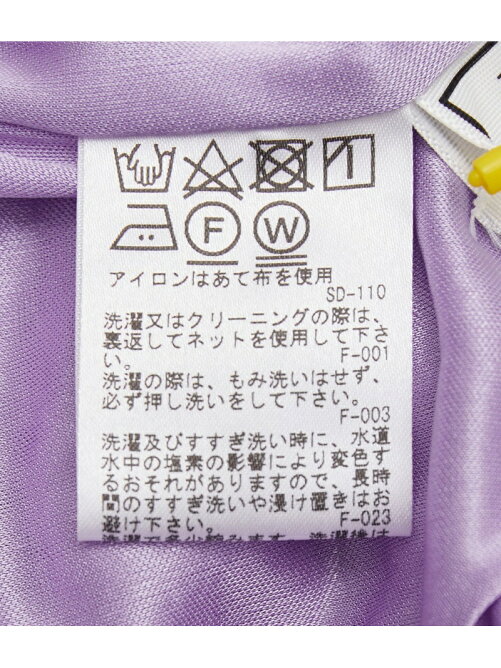 F W
アイロンはあて布を使用
SD-110
洗濯又はクリーニングの際は、
裏返してネットを使用して下さ
い。 F-001
洗濯の際は、もみ洗いはせず、
必ず押し洗いをして下さい。
F-003
洗濯及びすすぎ洗い時に、水道
水中の塩素の影響により変色す
るおそれがありますので、長時
間のすすぎ洗いや浸け置きはお
避け下さい。 F-023